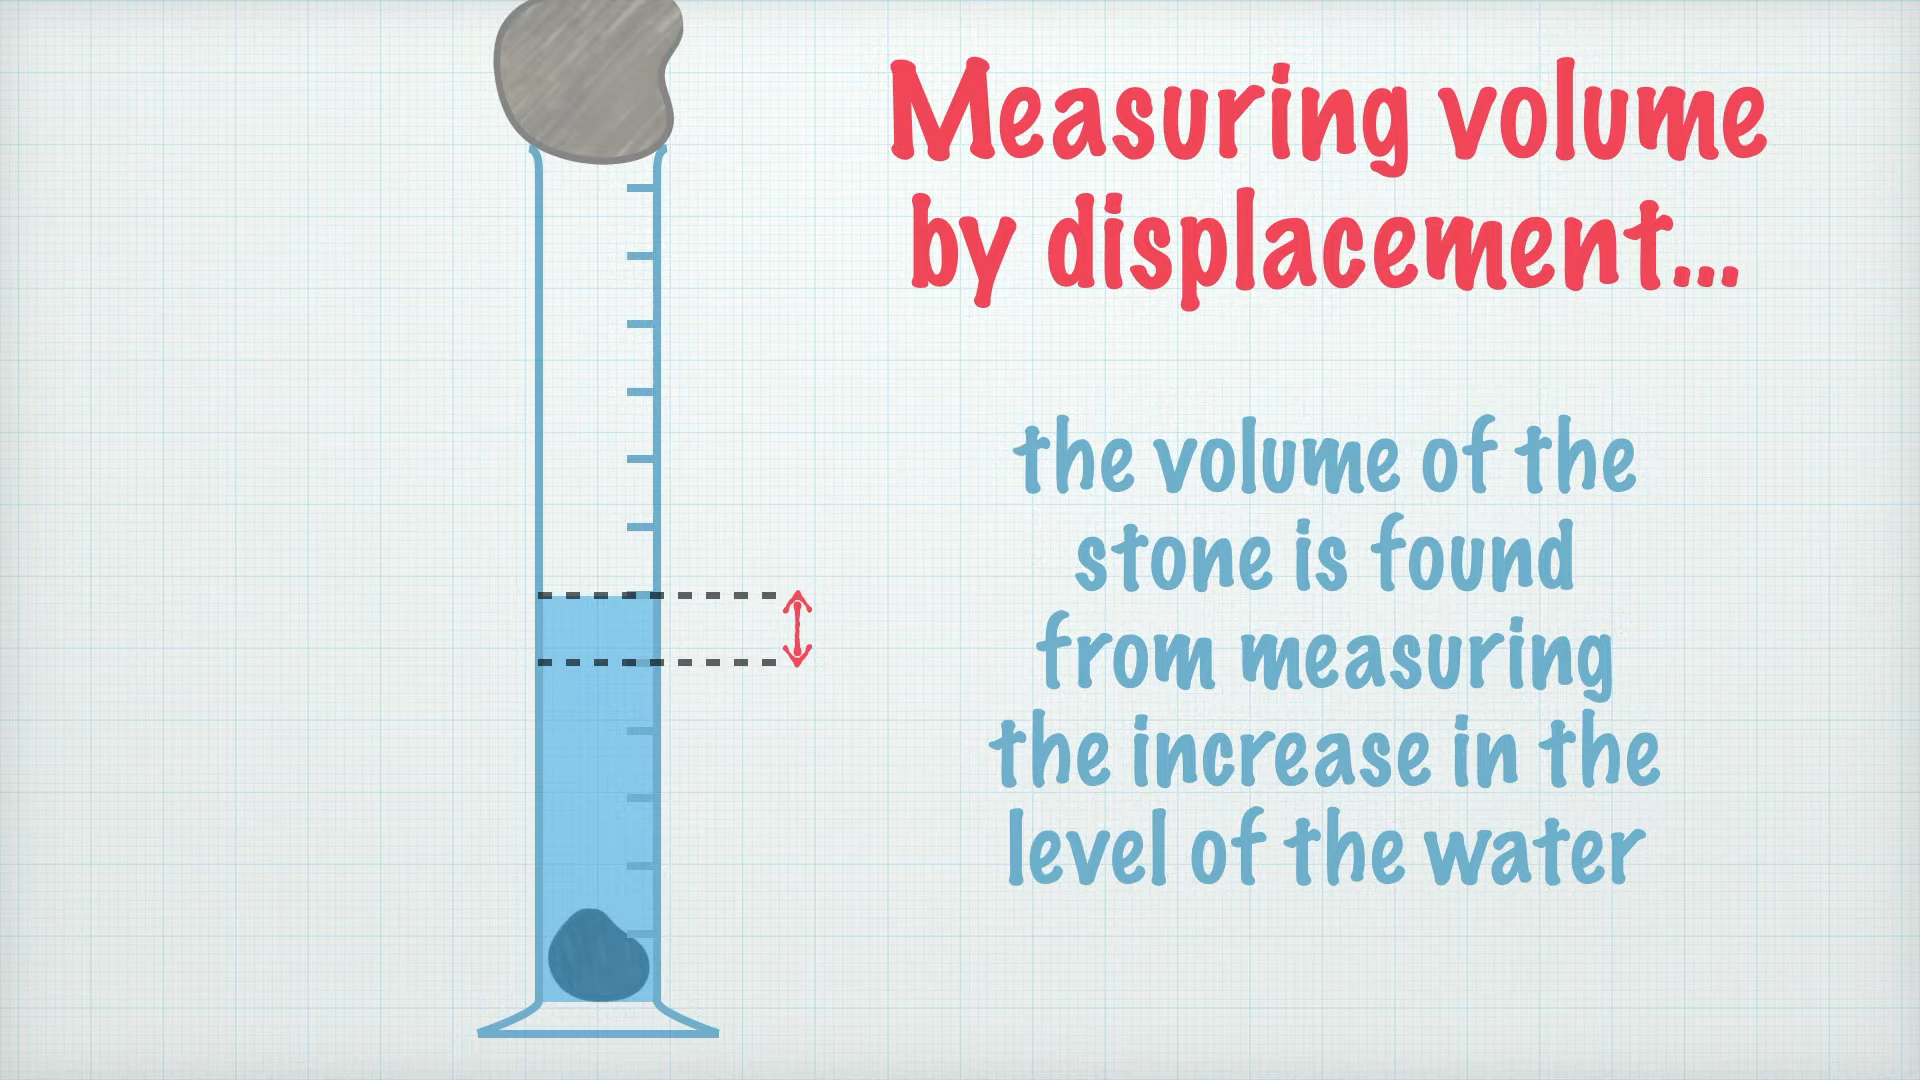 Measuring volume
by displacement...
the volume of the
stone is found
from measuring
the increase in the
level of the water